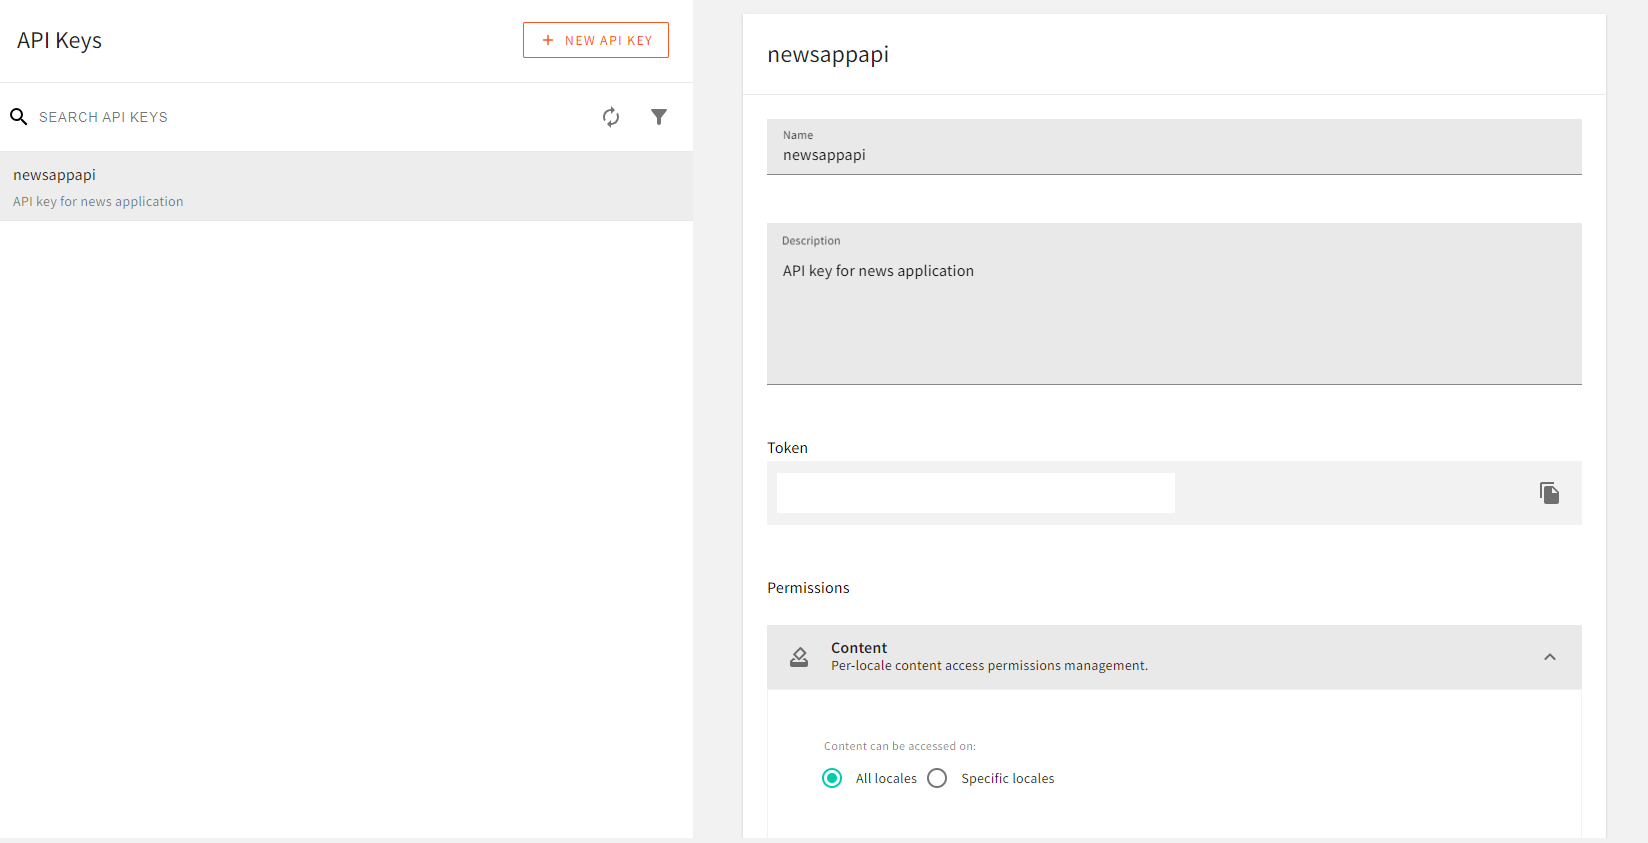 API Keys
+ NEW API KEY
SEARCH API KEYS
newsappapi
API key for news application
newsappapi
Name
newsappapi
Description
API key for news application
Token
Permissions
Content
Per-locale content access permissions management.
Content can be accessed on:
All locales
Specific locales